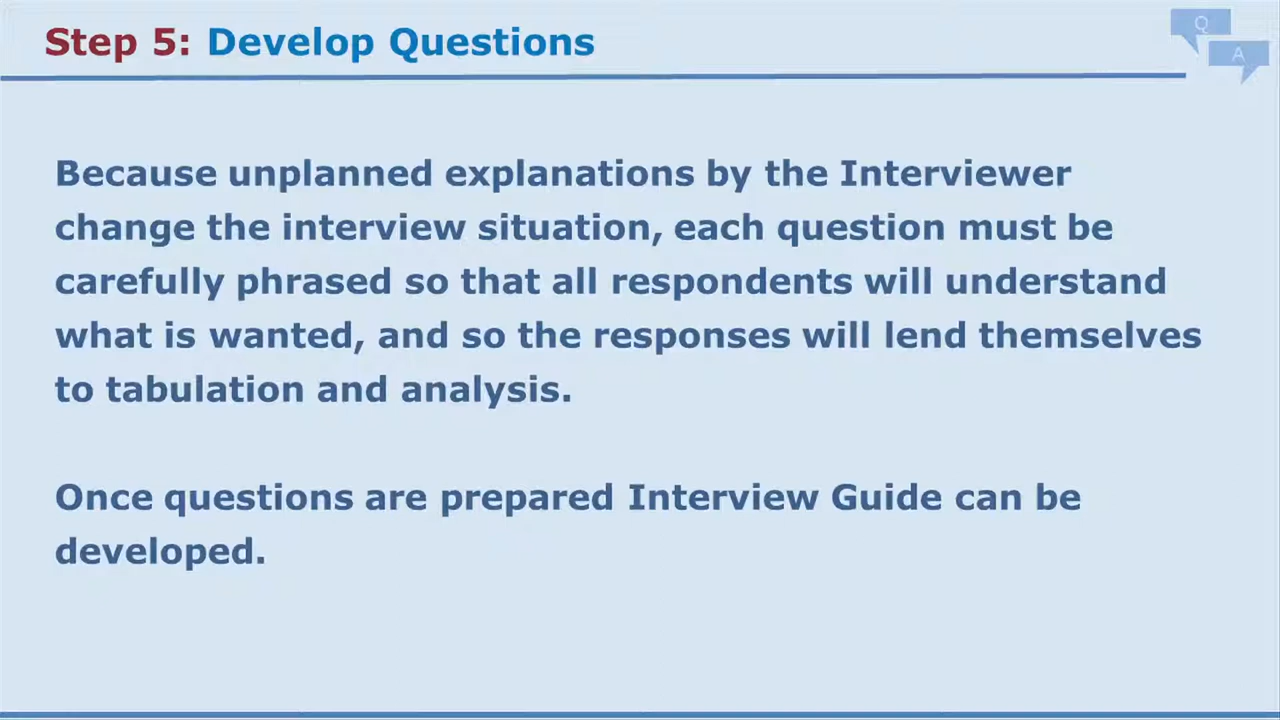 Step 5: Develop Questions
Q
A
Because unplanned explanations by the Interviewer
change the interview situation, each question must be
carefully phrased so that all respondents will understand
what is wanted, and so the responses will lend themselves
to tabulation and analysis.
Once questions are prepared Interview Guide can be
developed.